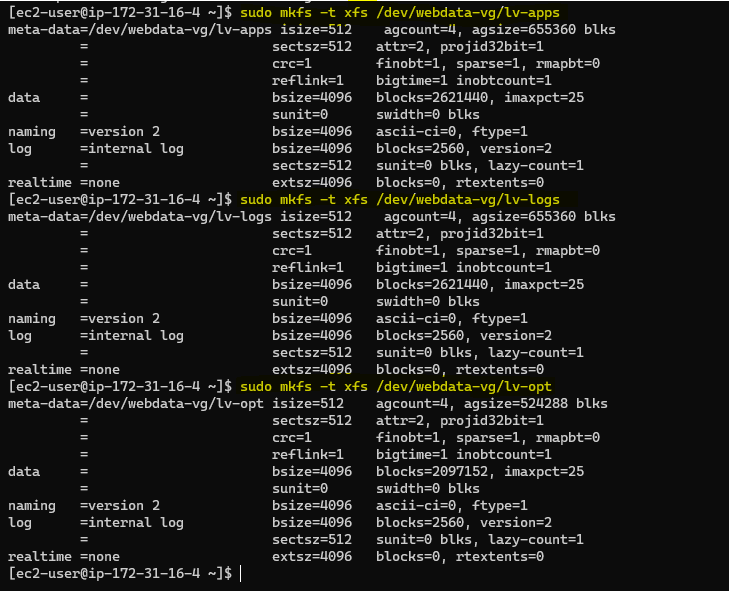 [ec2-user@ip-172-31-16-4 ~]$ sudo mkfs -t xfs /dev/webdata-vg/lv-apps
meta-data=/dev/webdata-vg/lv-apps isize=512    agcount=4, agsize=655360 blks
         =                       sectsz=512   attr=2, projid32bit=1
         =                       crc=1        finobt=1, sparse=1, rmapbt=0
         =                       reflink=1    bigtime=1 inobtcount=1
data     =                       bsize=4096   blocks=2621440, imaxpct=25
         =                       sunit=0      swidth=0 blks
naming   =version 2              bsize=4096   ascii-ci=0, ftype=1
log      =internal log           bsize=4096   blocks=2560, version=2
         =                       sectsz=512   sunit=0 blks, lazy-count=1
realtime =none                   extsz=4096   blocks=0, rtextents=0
[ec2-user@ip-172-31-16-4 ~]$ sudo mkfs -t xfs /dev/webdata-vg/lv-logs
meta-data=/dev/webdata-vg/lv-logs isize=512    agcount=4, agsize=655360 blks
         =                       sectsz=512   attr=2, projid32bit=1
         =                       crc=1        finobt=1, sparse=1, rmapbt=0
         =                       reflink=1    bigtime=1 inobtcount=1
data     =                       bsize=4096   blocks=2621440, imaxpct=25
         =                       sunit=0      swidth=0 blks
naming   =version 2              bsize=4096   ascii-ci=0, ftype=1
log      =internal log           bsize=4096   blocks=2560, version=2
         =                       sectsz=512   sunit=0 blks, lazy-count=1
realtime =none                   extsz=4096   blocks=0, rtextents=0
[ec2-user@ip-172-31-16-4 ~]$ sudo mkfs -t xfs /dev/webdata-vg/lv-opt
meta-data=/dev/webdata-vg/lv-opt isize=512    agcount=4, agsize=524288 blks
         =                       sectsz=512   attr=2, projid32bit=1
         =                       crc=1        finobt=1, sparse=1, rmapbt=0
         =                       reflink=1    bigtime=1 inobtcount=1
data     =                       bsize=4096   blocks=2097152, imaxpct=25
         =                       sunit=0      swidth=0 blks
naming   =version 2              bsize=4096   ascii-ci=0, ftype=1
log      =internal log           bsize=4096   blocks=2560, version=2
         =                       sectsz=512   sunit=0 blks, lazy-count=1
realtime =none                   extsz=4096   blocks=0, rtextents=0
[ec2-user@ip-172-31-16-4 ~]$